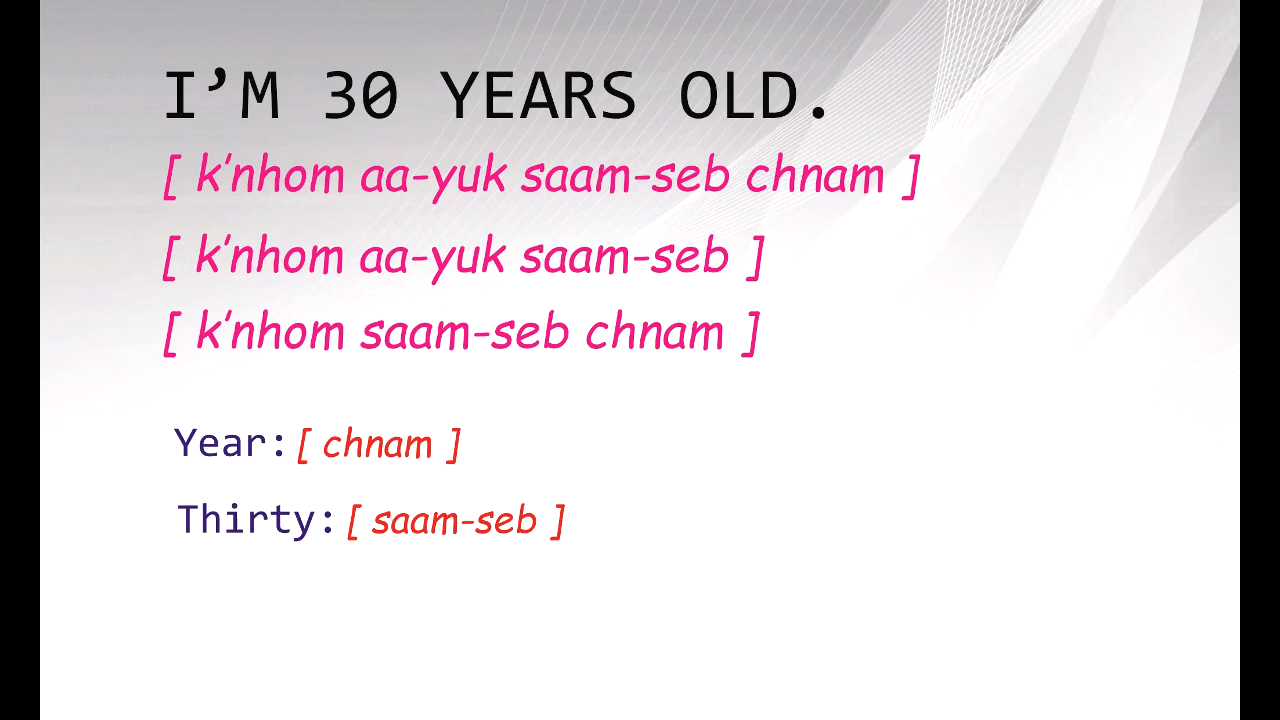 I’M 30 YEARS OLD.
[ k’nhom aa-yuk saam-seb chnam ]
[ k’nhom aa-yuk saam-seb ]
[ k’nhom saam-seb chnam ]
Year: [ chnam ]
Thirty: [ saam-seb ]